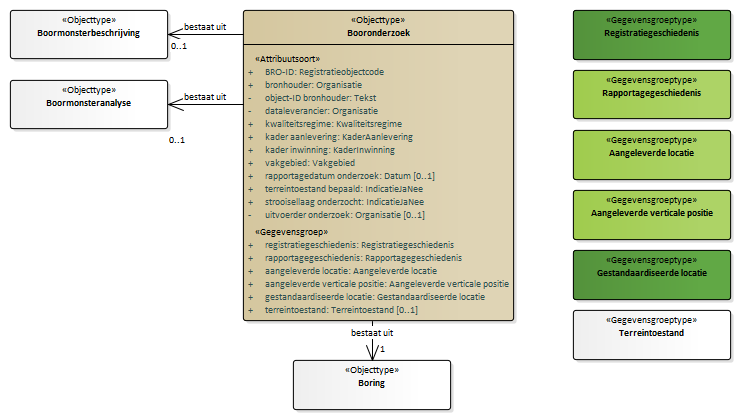 «Objecttype»
Boormonsterbeschrijving
bestaat uit
0..1
«Objecttype»
Boormonsteranalyse
bestaat uit
0..1
«Objecttype»
Booronderzoek
«Attribuutsoort»
+ BRO-ID: Registratieobjectcode
+ bronhouder: Organisatie
- object-ID bronhouder: Tekst
- dataleverancier: Organisatie
+ kwaliteitsregime: Kwaliteitsregime
+ kader aanlevering: KaderAanlevering
+ kader inwinning: KaderInwinning
+ vakgebied: Vakgebied
+ rapportagedatum onderzoek: Datum [0..1]
+ terreintoestand bepaald: IndicatieJaNee
+ strooisellaag onderzocht: IndicatieJaNee
- uitvoerder onderzoek: Organisatie [0..1]
«Gegevensgroep»
+ registratiegeschiedenis: Registratiegeschiedenis
+ rapportagegeschiedenis: Rapportagegeschiedenis
+ aangeleverde locatie: Aangeleverde locatie
+ aangeleverde verticale positie: Aangeleverde verticale positie
+ gestandaardiseerde locatie: Gestandaardiseerde locatie
+ terreintoestand: Terreintoestand [0..1]
bestaat uit
1
«Objecttype»
Boring
«Gegevensgroeptype»
Registratiegeschiedenis
«Gegevensgroeptype»
Rapportagegeschiedenis
«Gegevensgroeptype»
Aangeleverde locatie
«Gegevensgroeptype»
Aangeleverde verticale positie
«Gegevensgroeptype»
Gestandaardiseerde locatie
«Gegevensgroeptype»
Terreintoestand